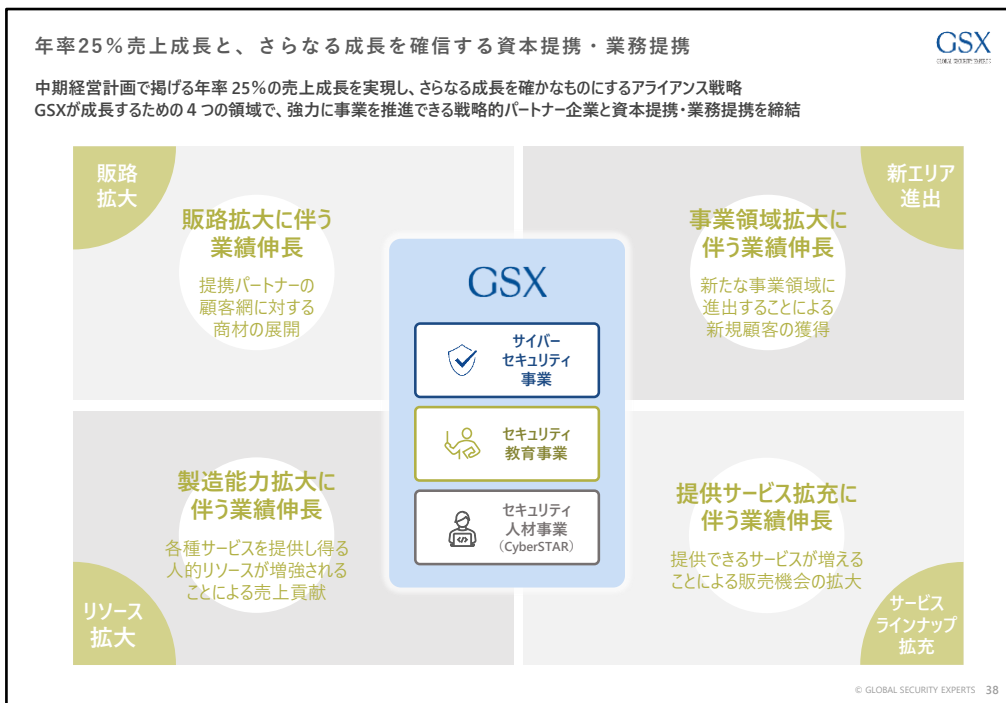 年率25％売上成長と、さらなる成長を確信する資本提携・業務提携
GSX
GLOBAL SECURITY EXPERTS
中期経営計画で掲げる年率 25%の売上成長を実現し、さらなる成長を確かなものにするアライアンス戦略
GSXが成長するための４つの領域で、強力に事業を推進できる戦略的パートナー企業と資本提携・業務提携を締結
販路
拡大
販路拡大に伴う
業績伸長
提携パートナーの
顧客網に対する
商材の展開
新エリア
進出
事業領域拡大に
伴う業績伸長
新たな事業領域に
進出することによる
新規顧客の獲得
GSX
サイバー
セキュリティ
事業
セキュリティ
教育事業
セキュリティ
人材事業
（CyberSTAR）
製造能力拡大に
伴う業績伸長
各種サービスを提供し得る
人的リソースが増強される
ことによる売上貢献
リソース
拡大
提供サービス拡充に
伴う業績伸長
提供できるサービスが増える
ことによる販売機会の拡大
サービス
ラインナップ
拡充
© GLOBAL SECURITY EXPERTS 38